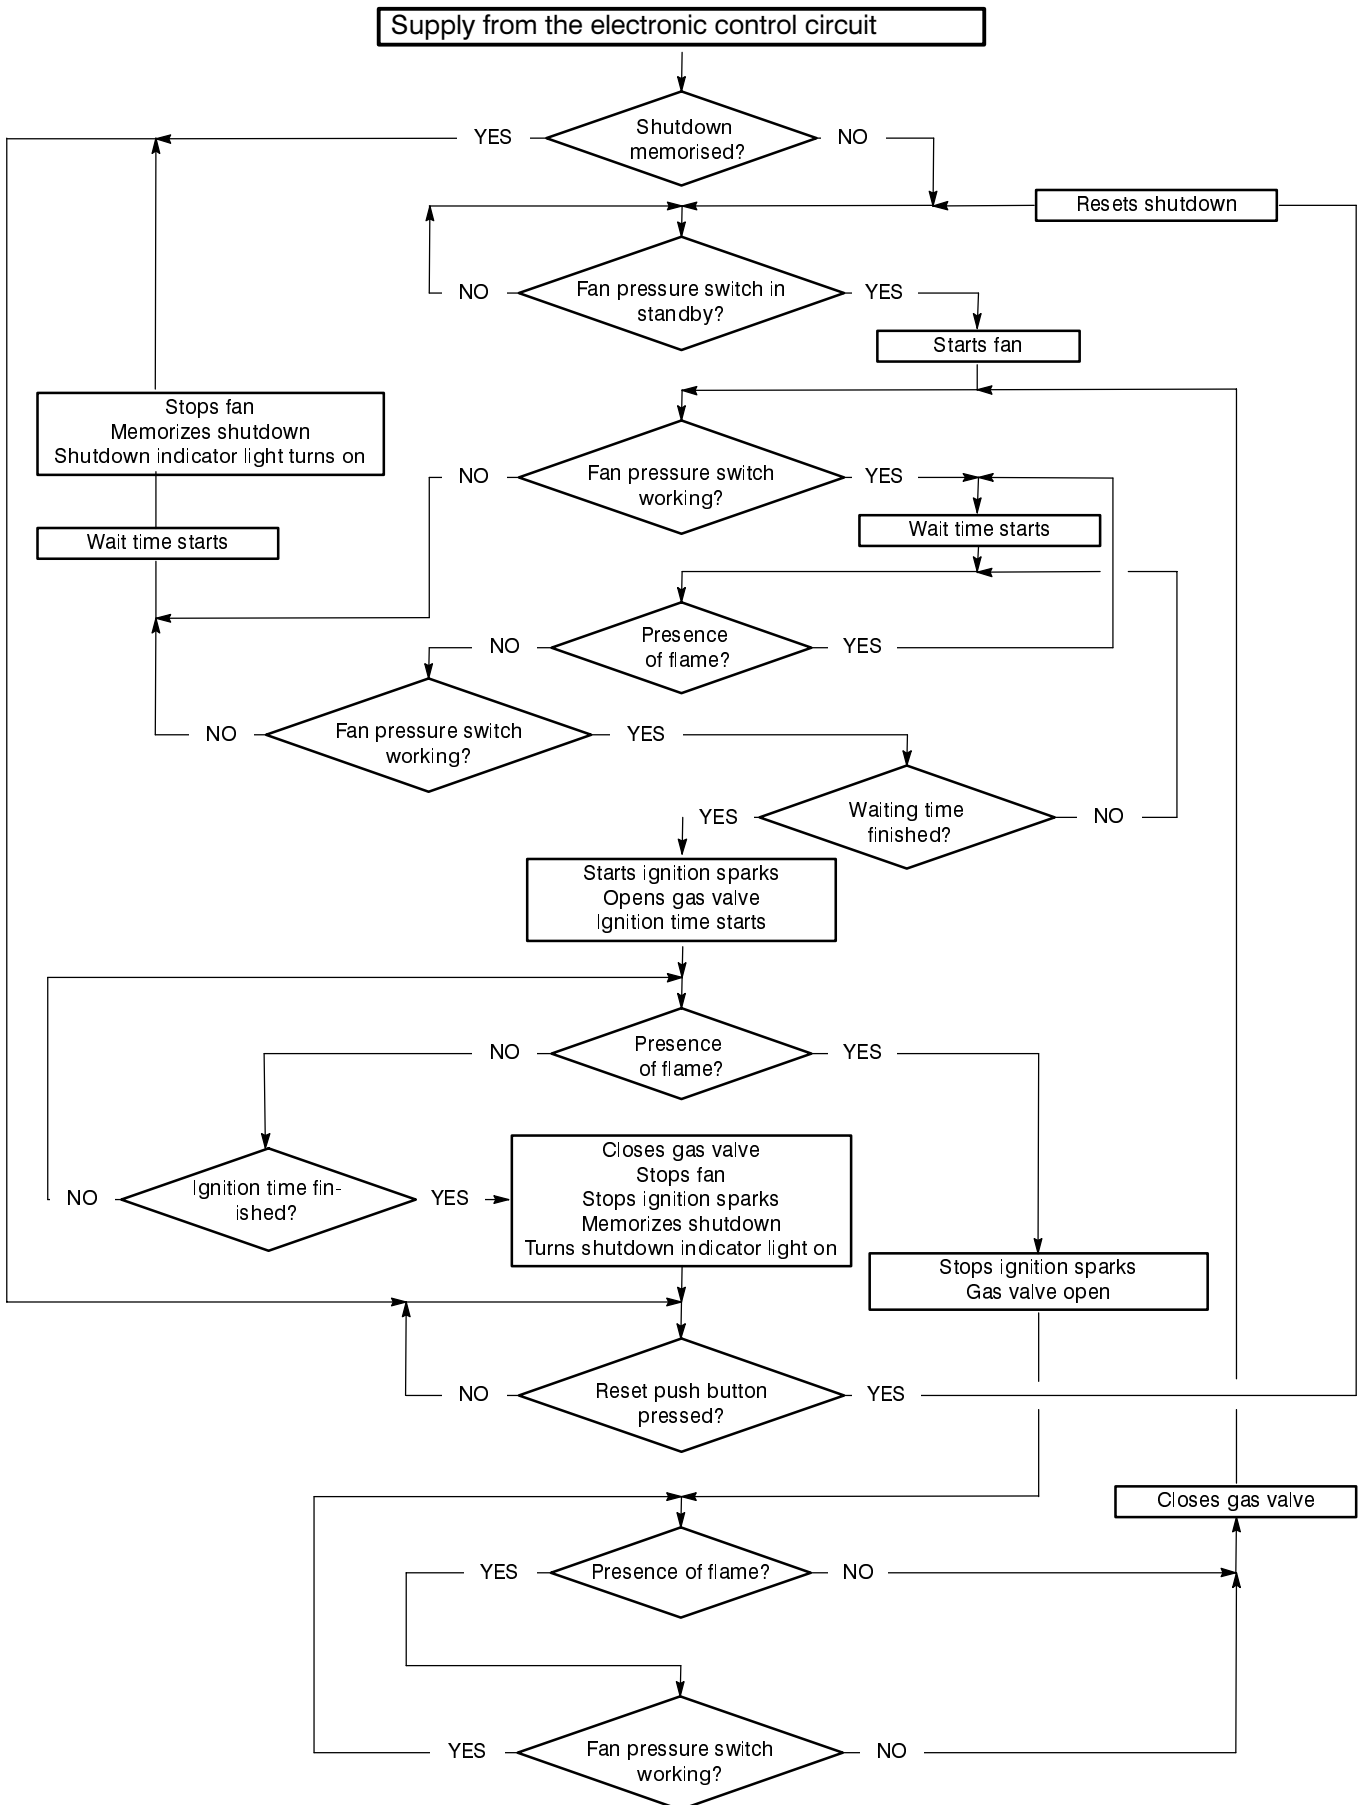 Supply from the electronic control circuit
Shutdown
memorised?
YES
NO
Resets shutdown
Fan pressure switch in
standby?
NO
YES
Starts fan
Stops fan
Memorizes shutdown
Shutdown indicator light turns on
Fan pressure switch
working?
NO
YES
Wait time starts
Wait time starts
Presence
of flame?
NO
YES
Fan pressure switch
working?
NO
YES
Waiting time
finished?
YES
NO
Starts ignition sparks
Opens gas valve
Ignition time starts
Presence
of flame?
NO
YES
Ignition time fin-
ished?
NO
YES
Closes gas valve
Stops fan
Stops ignition sparks
Memorizes shutdown
Turns shutdown indicator light on
Stops ignition sparks
Gas valve open
Reset push button
pressed?
NO
YES
Closes gas valve
Presence of flame?
YES
NO
Fan pressure switch
working?
YES
NO